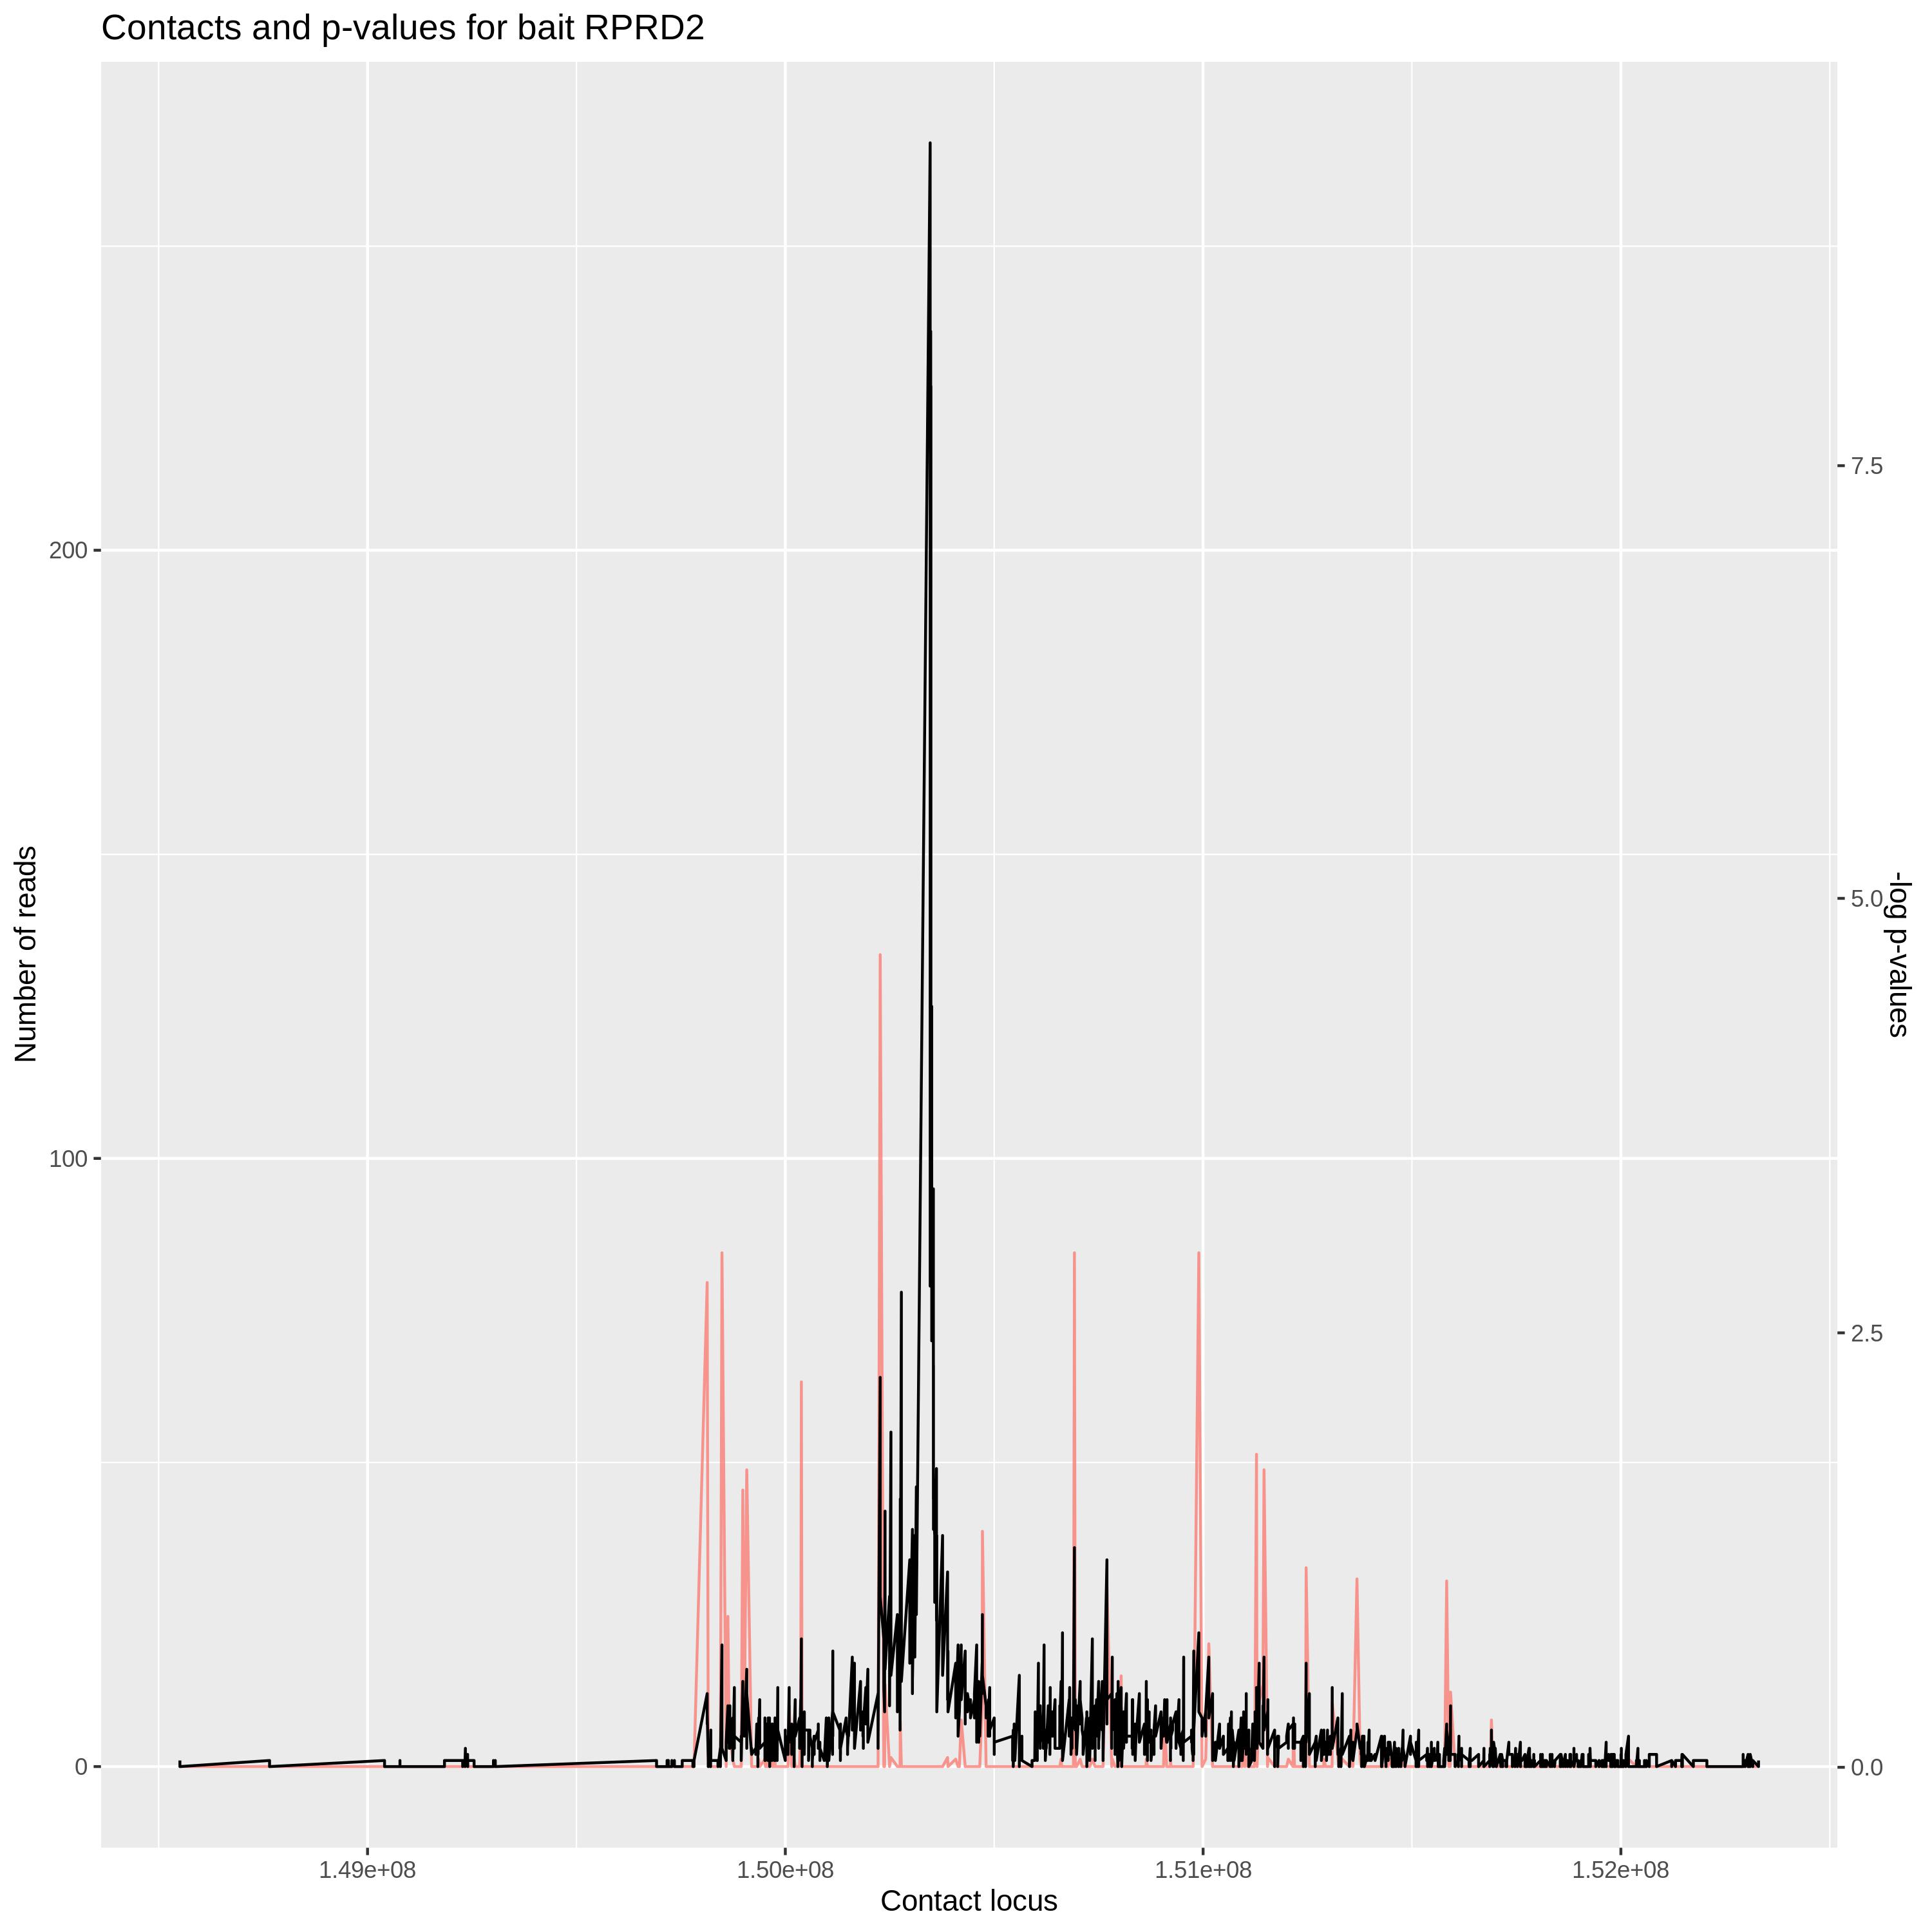 Contacts and p-values for bait RPRD2
Number of reads
200
100
0
7.5
5.0
2.5
0.0
-log p-values
1.49e+08
1.50e+08
1.51e+08
1.52e+08
Contact locus